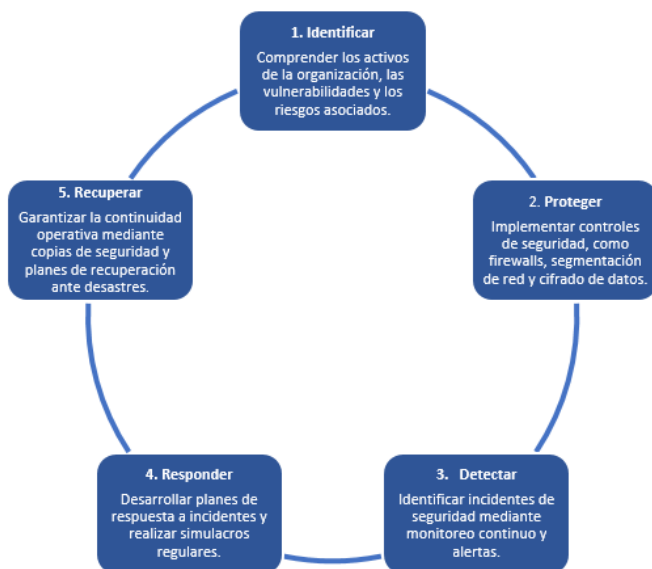 1. Identificar
Comprender los activos
de la organización, las
vulnerabilidades y los
riesgos asociados.
2. Proteger
Implementar controles
de seguridad, como
firewalls, segmentación
de red y cifrado de datos.
3. Detectar
Identificar incidentes de
seguridad mediante
monitoreo continuo y
alertas.
4. Responder
Desarrollar planes de
respuesta a incidentes y
realizar simulacros
regulares.
5. Recuperar
Garantizar la continuidad
operativa mediante
copias de seguridad y
planes de recuperación
ante desastres.